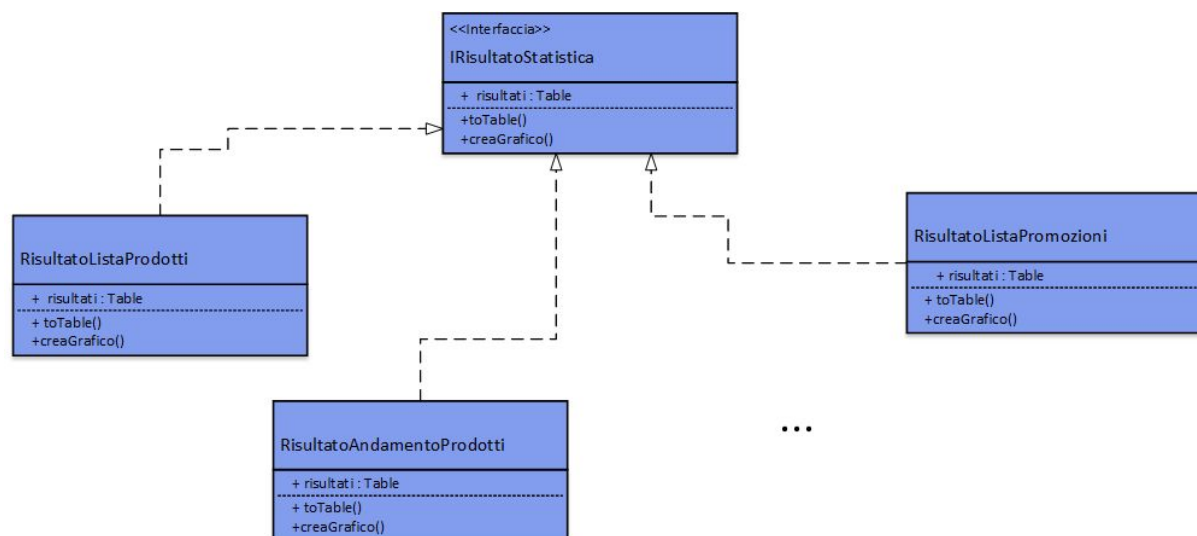 <<Interfaccia>>
IRisultatoStatistica
+ risultati : Table
+toTable()
+creaGrafico()
RisultatoListaProdotti
+ risultati : Table
+ toTable()
+creaGrafico()
RisultatoListaPromozioni
+ risultati : Table
+ toTable()
+creaGrafico()
RisultatoAndamentoProdotti
+ risultati : Table
+ toTable()
+creaGrafico()
...